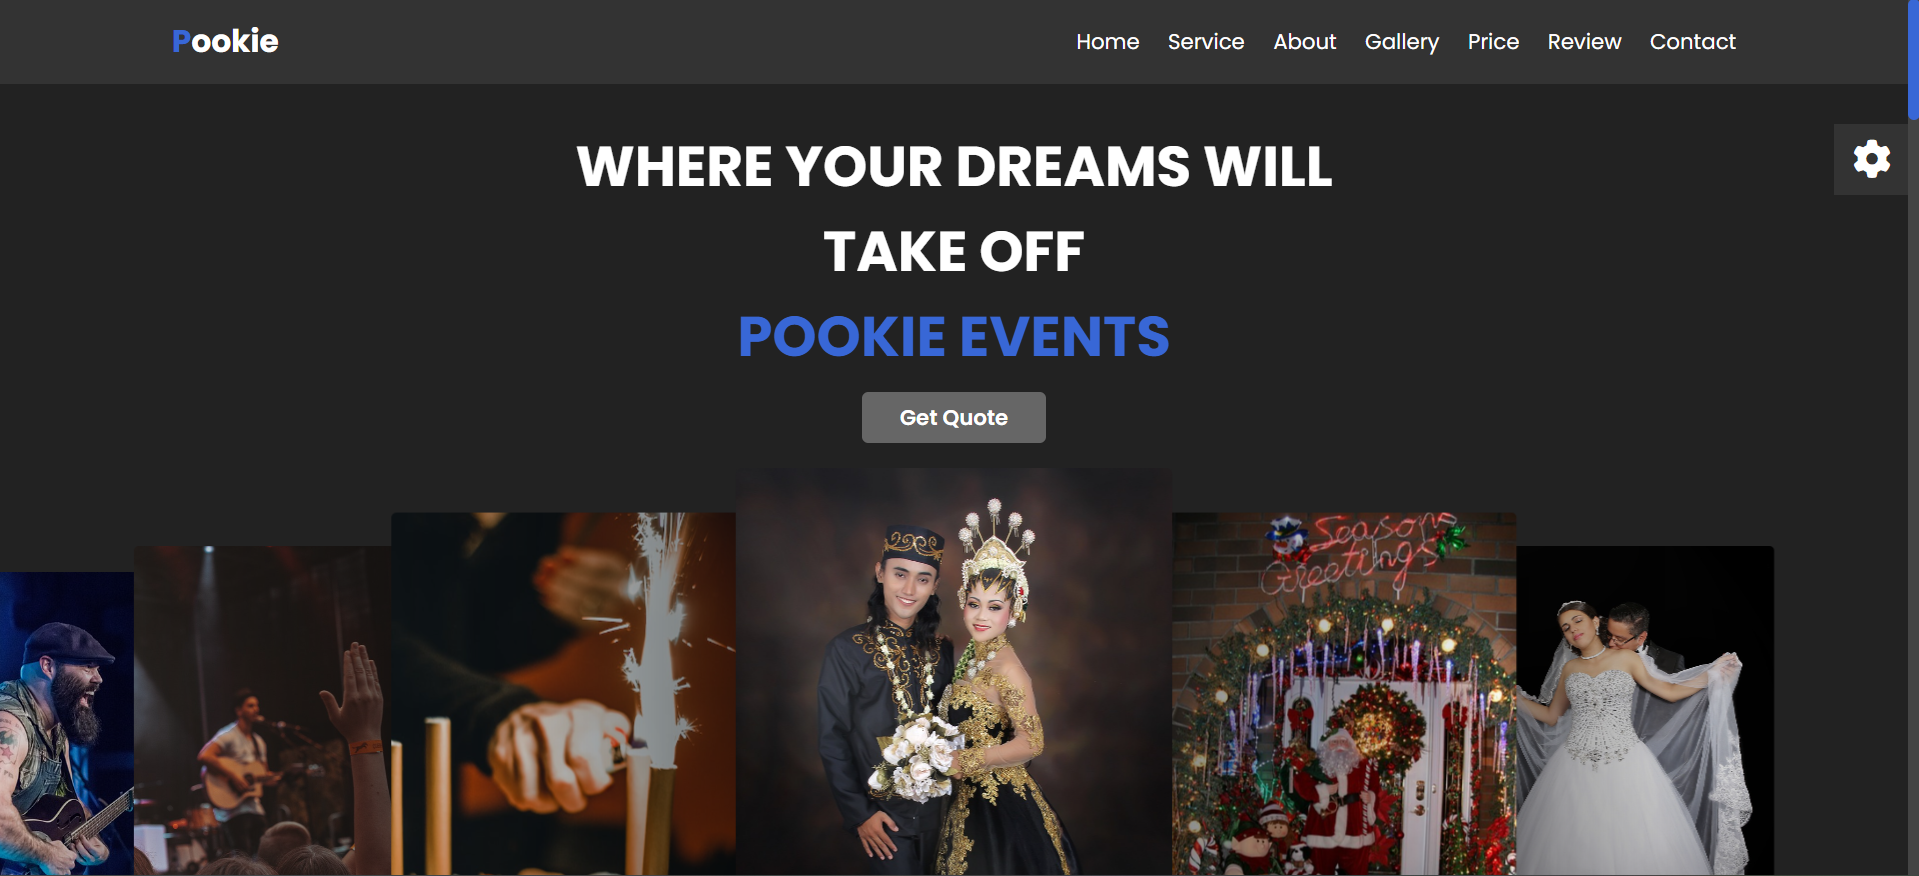 Pookie
Home Service About Gallery Price Review Contact
WHERE YOUR DREAMS WILL
TAKE OFF
POOKIE EVENTS
Get Quote
Seasons
Greetings